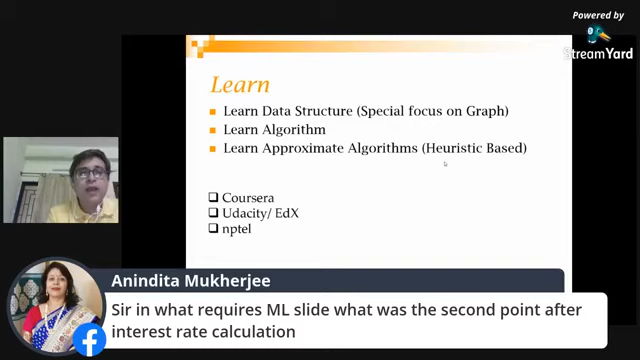 Powered by
StreamYard
Learn
Learn Data Structure (Special focus on Graph)
Learn Algorithm
Learn Approximate Algorithms (Heuristic Based)
Coursera
Udacity/ EdX
nptel
Anindita Mukherjee
Sir in what requires ML slide what was the second point after
interest rate calculation